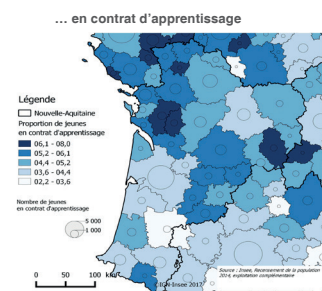 ... en contrat d'apprentissage
Légende
Nouvelle-Aquitaine
Proportion de jeunes
en contrat d'apprentissage
06,1 - 08,0
05,2 - 06,1
04,4 - 05,2
03,6 - 04,4
02,2 - 03,6
Nombre de jeunes
en contrat d'apprentissage
5 000
1 000
0 50 100 km
©IGN-Insee 2017
Source : Insee, Recensement de la population
2014, exploitation complémentaire